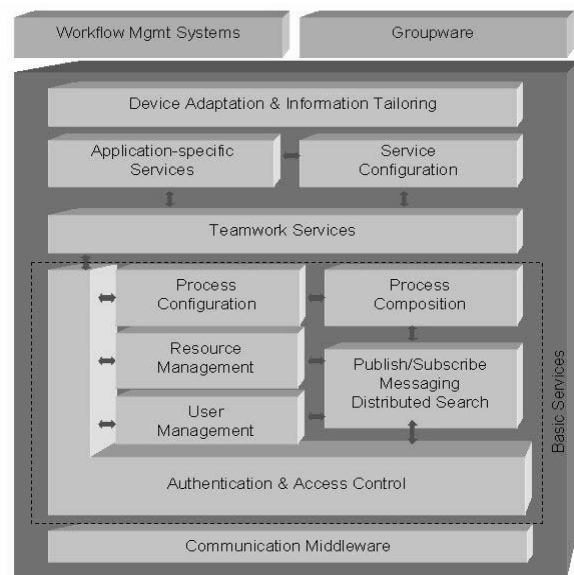 Workflow Mgmt Systems
Groupware
Device Adaptation & Information Tailoring
Application-specific
Services
Service
Configuration
Teamwork Services
Process
Configuration
Process
Composition
Resource
Management
Publish/Subscribe
Messaging
Distributed Search
User
Management
Authentication & Access Control
Basic Services
Communication Middleware